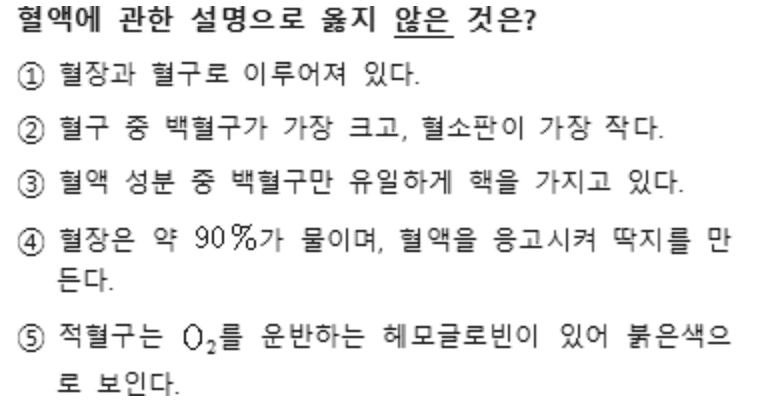 혈액에 관한 설명으로 옳지 않은 것은?
① 혈장과 혈구로 이루어져 있다.
② 혈구 중 백혈구가 가장 크고, 혈소판이 가장 작다.
③ 혈액 성분 중 백혈구만 유일하게 핵을 가지고 있다.
④ 혈장은 약 90%가 물이며, 혈액을 응고시켜 딱지를 만
든다.
⑤ 적혈구는 O₂를 운반하는 헤모글로빈이 있어 붉은색으
로 보인다.